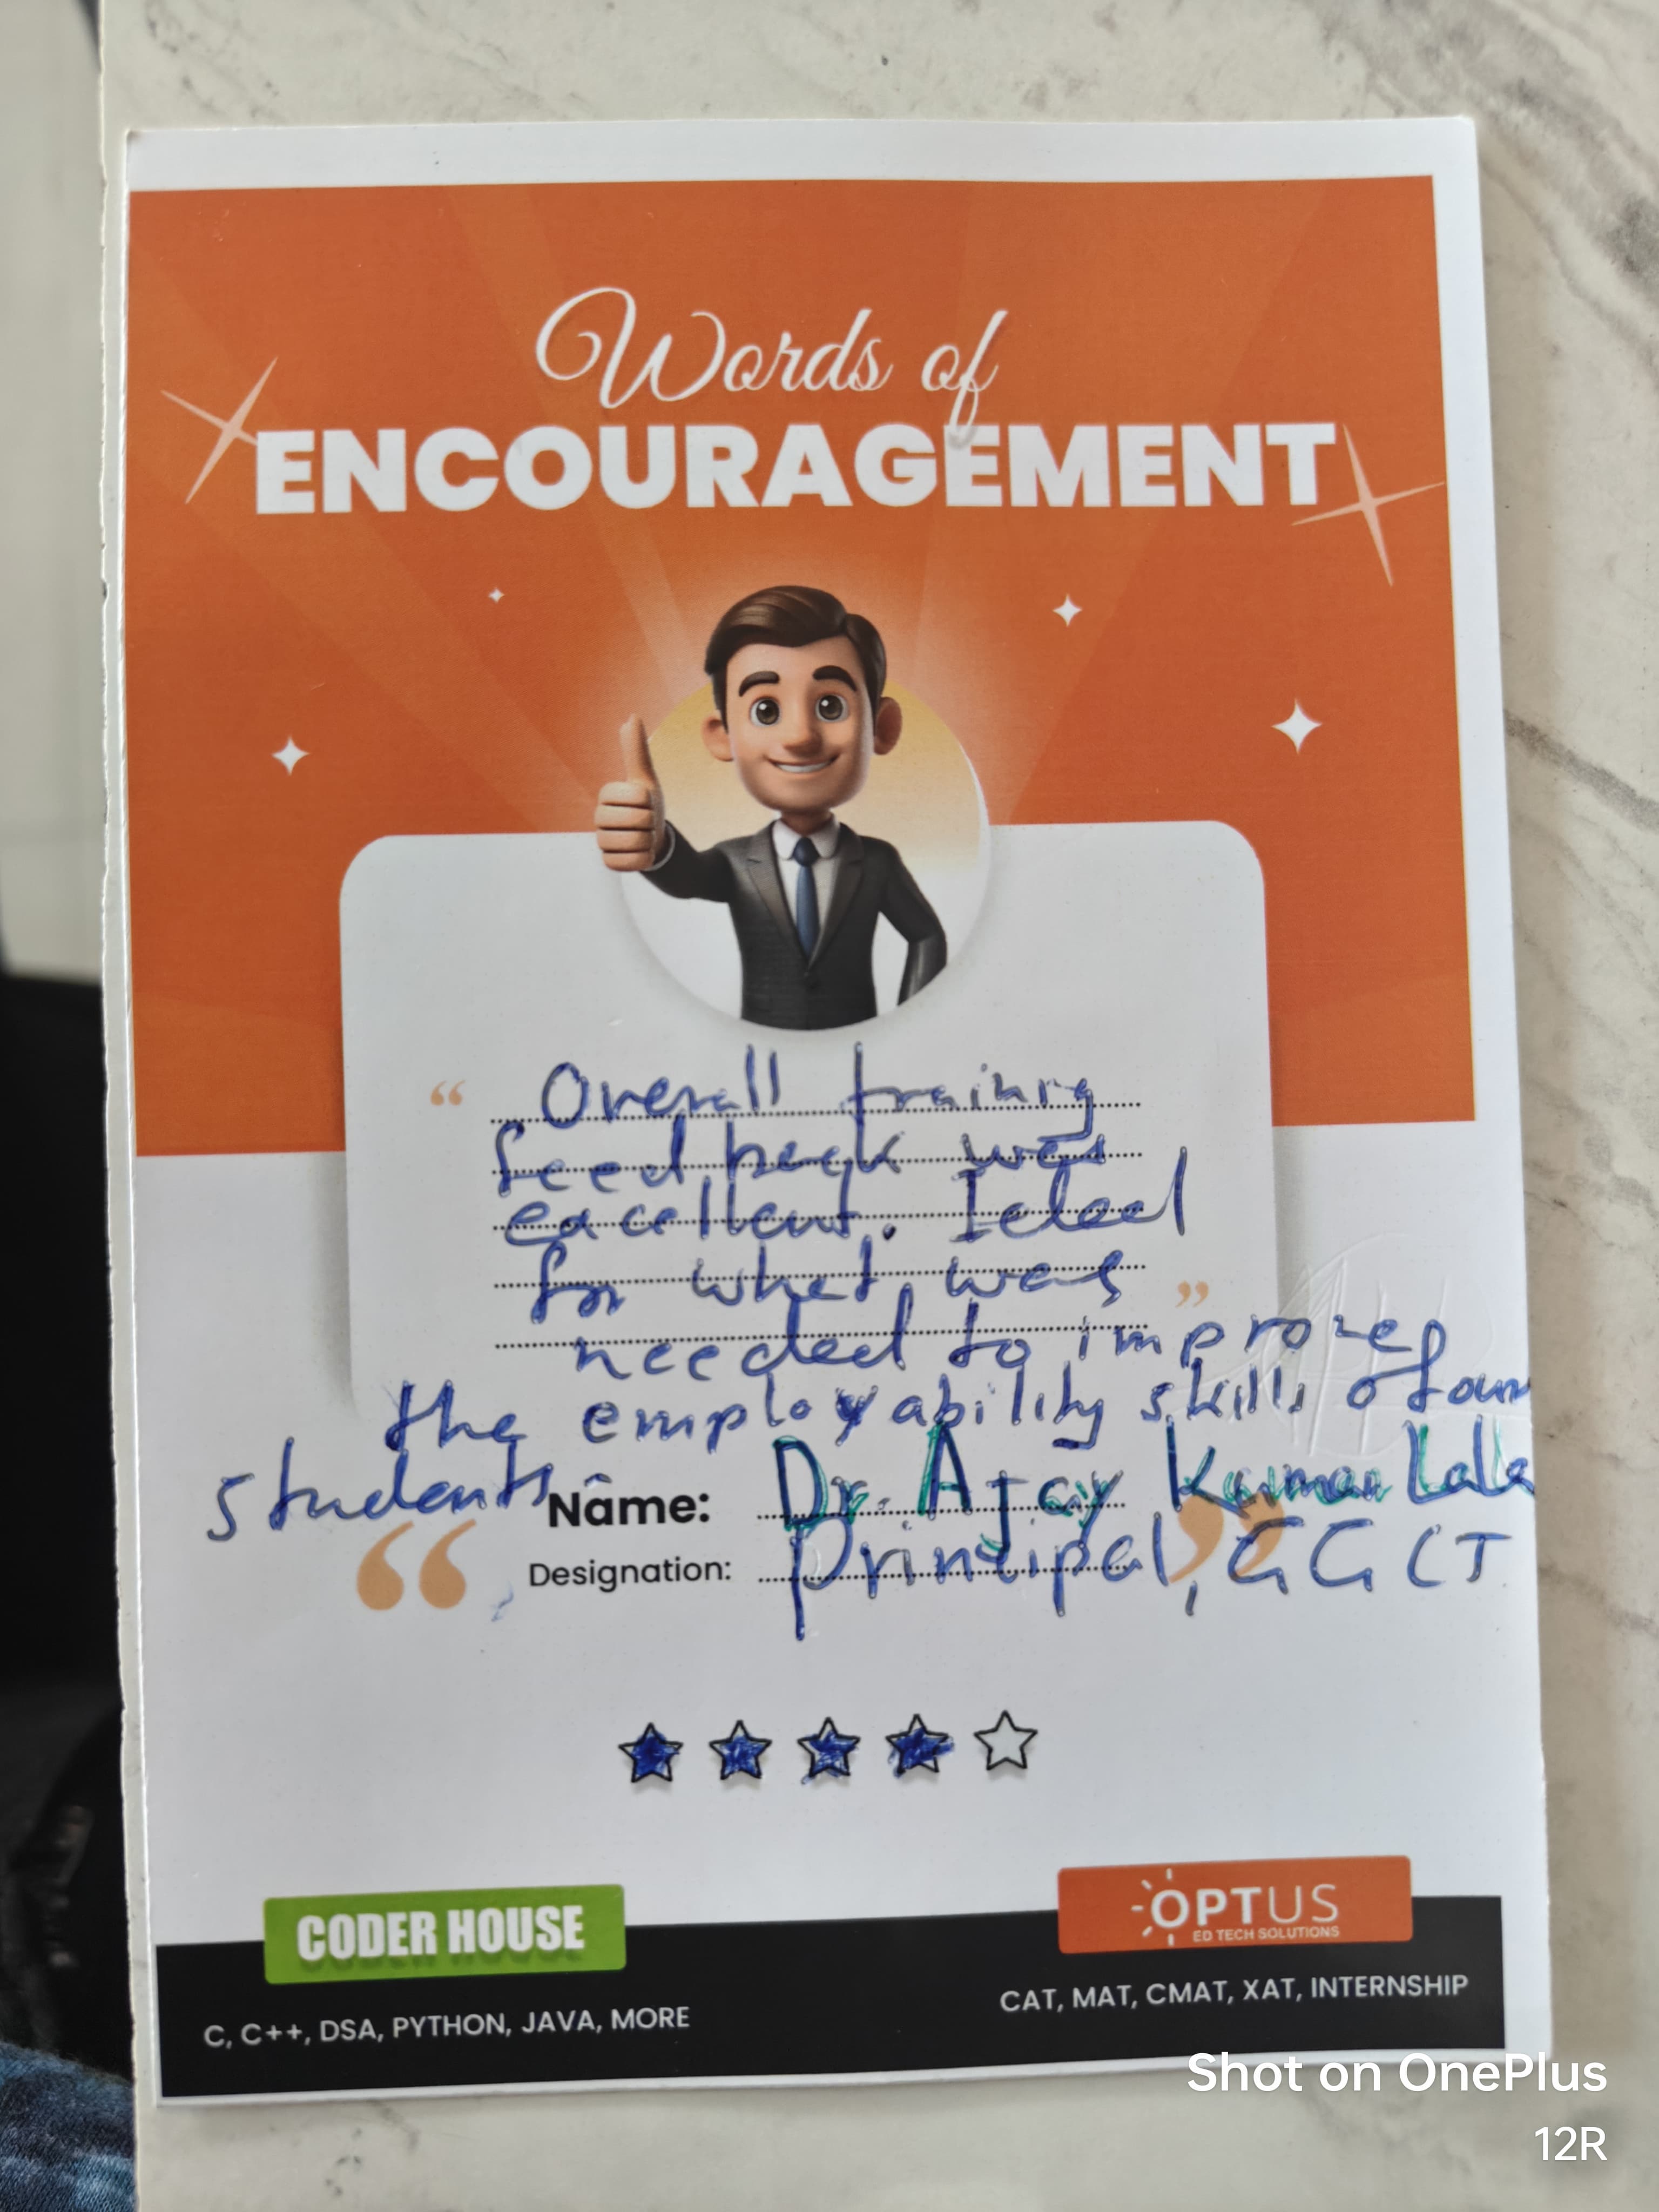 Words of
ENCOURAGEMENT
“ Overall training
feed back was
excellent. Ideal
for what was
”
needed to improve
the employability skills of our
students
Name: Dr. Ajay Kumar Lala
“ Designation: Principal, GGCT ”
CODER HOUSE
OPTUS
ED TECH SOLUTIONS
C, C++, DSA, PYTHON, JAVA, MORE
CAT, MAT, CMAT, XAT, INTERNSHIP
Shot on OnePlus
12R